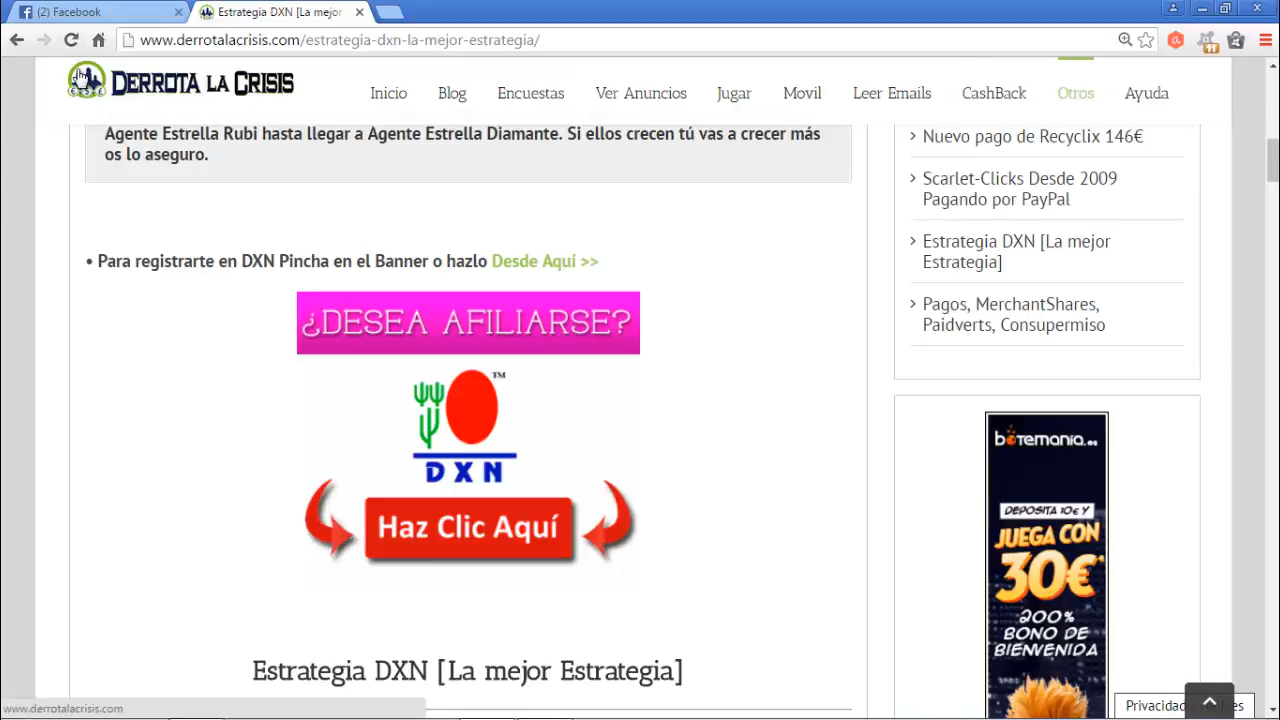 (2) Facebook
Estrategia DXN [La mejor
www.derrotalacrisis.com/estrategia-dxn-la-mejor-estrategia/
11
DERROTA LA CRISIS
Inicio
Blog
Encuestas
Ver Anuncios
Jugar
Movil
Leer Emails
CashBack
Otros
Ayuda
Agente Estrella Rubi hasta llegar a Agente Estrella Diamante. Si ellos crecen tú vas a crecer más
os lo aseguro.
• Para registrarte en DXN Pincha en el Banner o hazlo Desde Aquí >>
¿DESEA AFILIARSE?
TM
DXN
Haz Clic Aquí
Estrategia DXN [La mejor Estrategia]
> Nuevo pago de Recyclix 146€
> Scarlet-Clicks Desde 2009
Pagando por PayPal
> Estrategia DXN [La mejor
Estrategia]
> Pagos, MerchantShares,
Paidverts, Consupermiso
botemania.es
DEPOSITA 10€ Y
JUEGA CON
30€*
200%
BONO DE
BIENVENIDA
www.derrotalacrisis.com